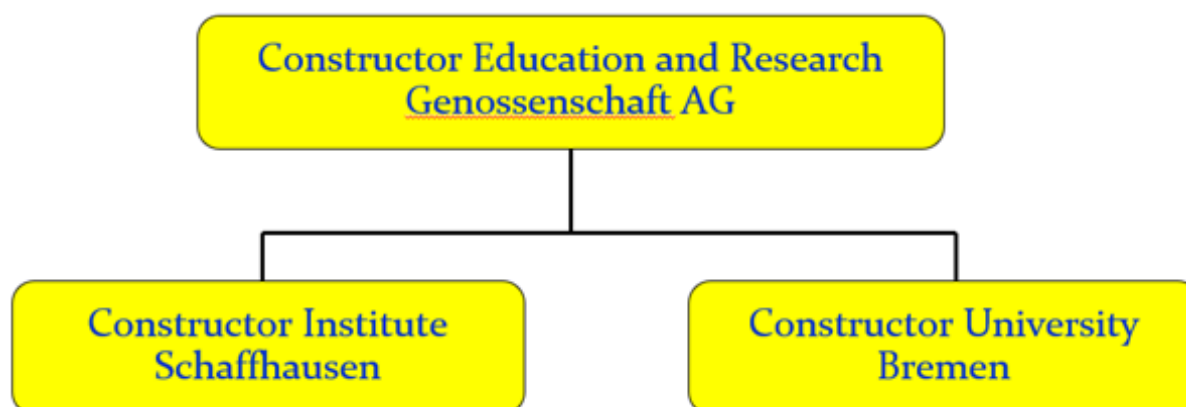 Constructor Education and Research
Genossenschaft AG
Constructor Institute
Schaffhausen
Constructor University
Bremen